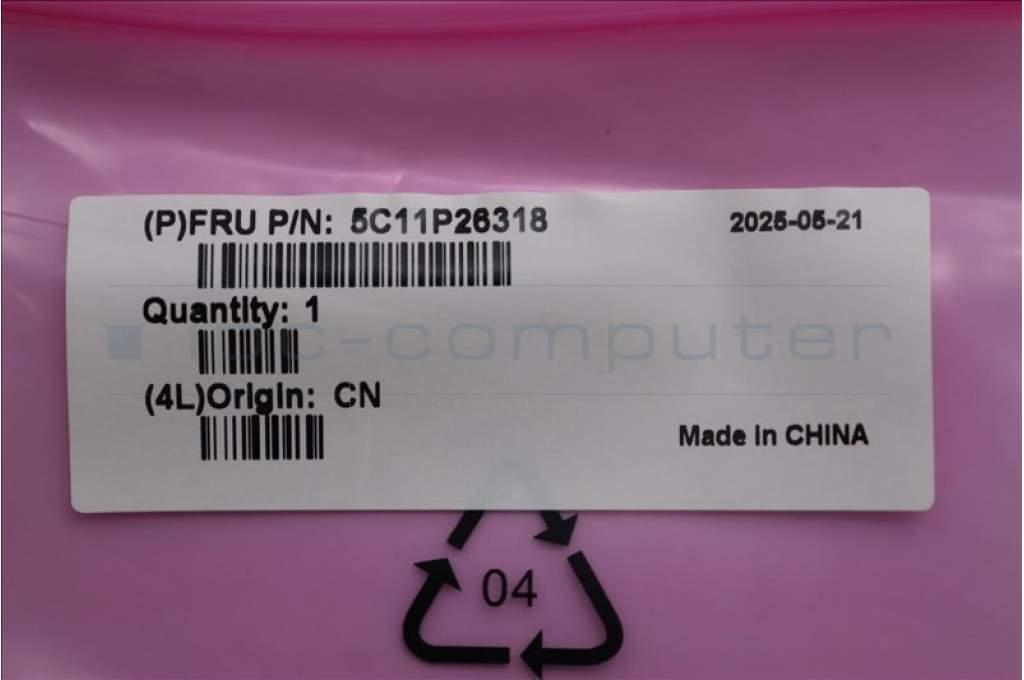 (P)FRU P/N: 5C11P26318
2025-05-21
Quantity: 1
(4L)Origin: CN
Made in CHINA
04